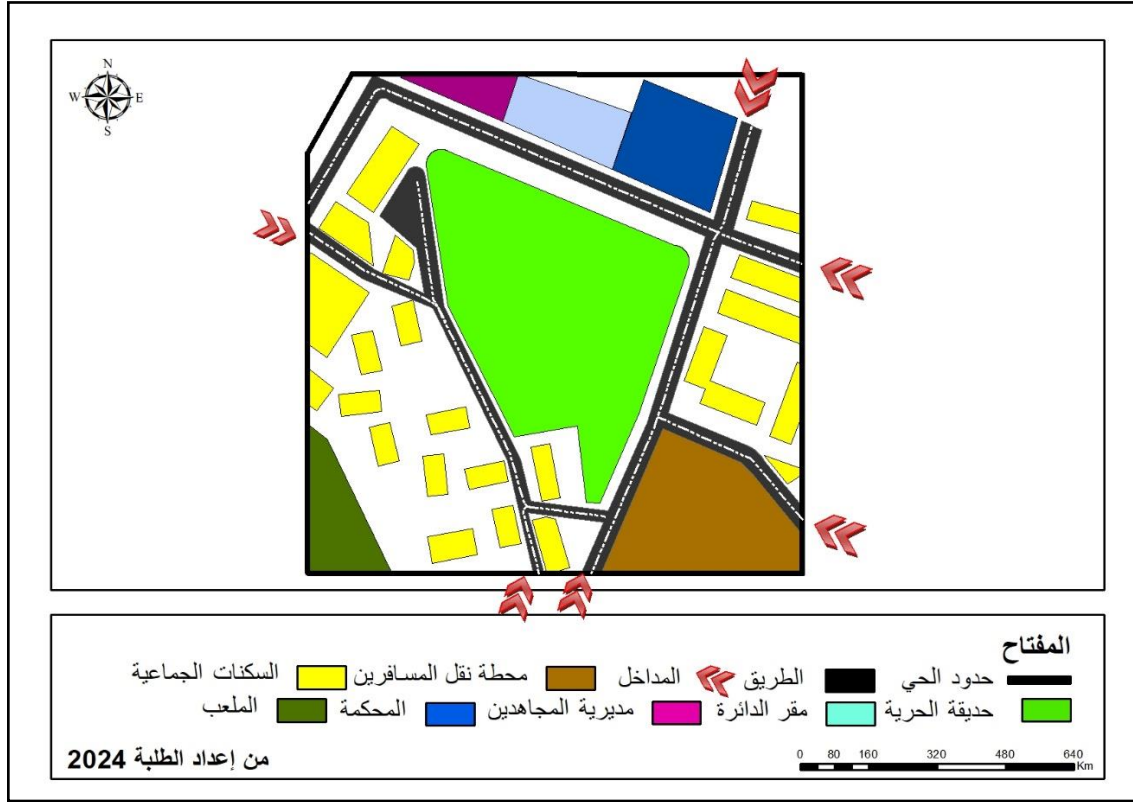 N
W E
S
المفتاح
حدود الحي الطريق المداخل محطة نقل المسافرين السكنات الجماعية
حديقة الحرية مقر الدائرة مديرية المجاهدين المحكمة الملعب
من إعداد الطلبة 2024
0 80 160 320 480 640
Km